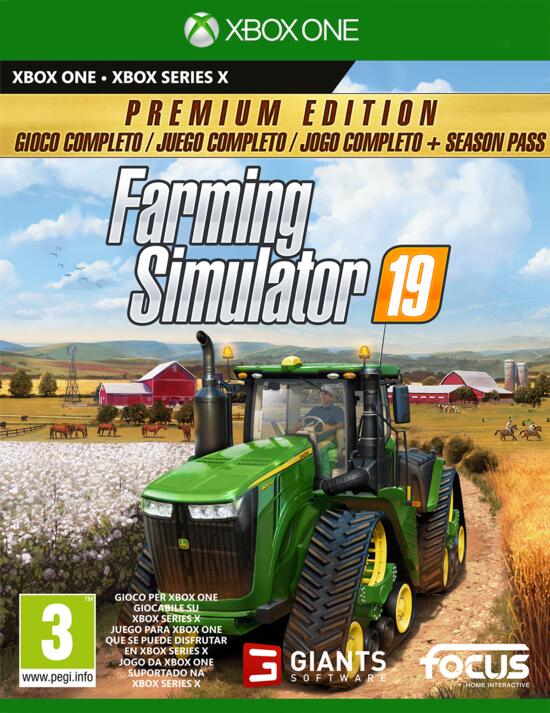 XBOX ONE
XBOX ONE • XBOX SERIES X
PREMIUM EDITION
GIOCO COMPLETO / JUEGO COMPLETO / JOGO COMPLETO + SEASON PASS
Farming
Simulator 19
3
TM
www.pegi.info
GIOCO PER XBOX ONE
GIOCABILE SU
XBOX SERIES X
JUEGO PARA XBOX ONE
QUE SE PUEDE DISFRUTAR
EN XBOX SERIES X
JOGO DA XBOX ONE
SUPORTADO NA
XBOX SERIES X
GIANTS
SOFTWARE
FOCUS
HOME INTERACTIVE